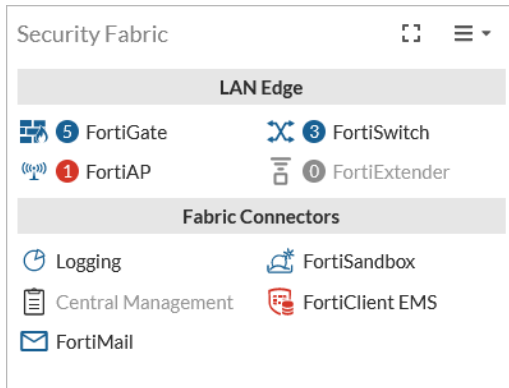 Security Fabric
LAN Edge
5 FortiGate
3 FortiSwitch
1 FortiAP
0 FortiExtender
Fabric Connectors
Logging
FortiSandbox
Central Management
FortiClient EMS
FortiMail